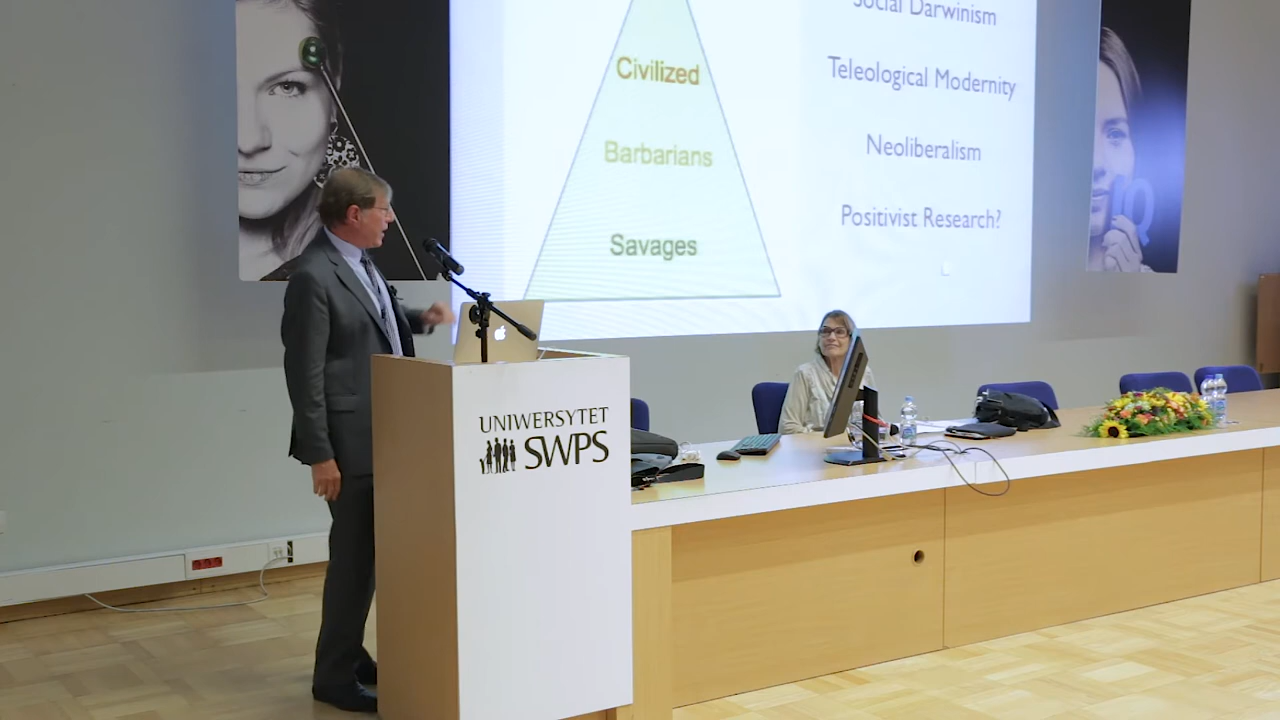 Social Darwinism
Civilized
Teleological Modernity
Barbarians
Neoliberalism
Savages
Positivist Research?
UNIWERSYTET
SWPS